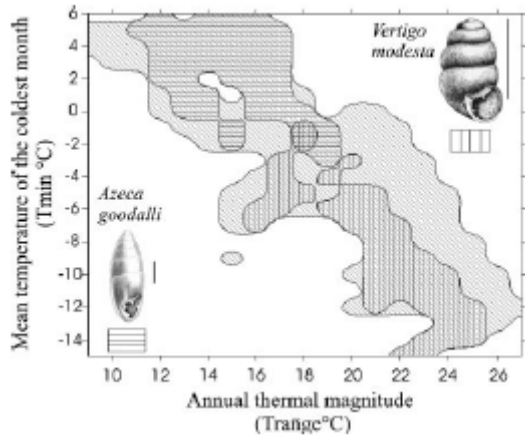 Vertigo
modesta
Azeca
goodalli
Mean temperature of the coldest month
(Tmin °C)
6
4
2
0
-2
-4
-6
-8
-10
-12
-14
10 12 14 16 18 20 22 24 26
Annual thermal magnitude
(Trañge°C)